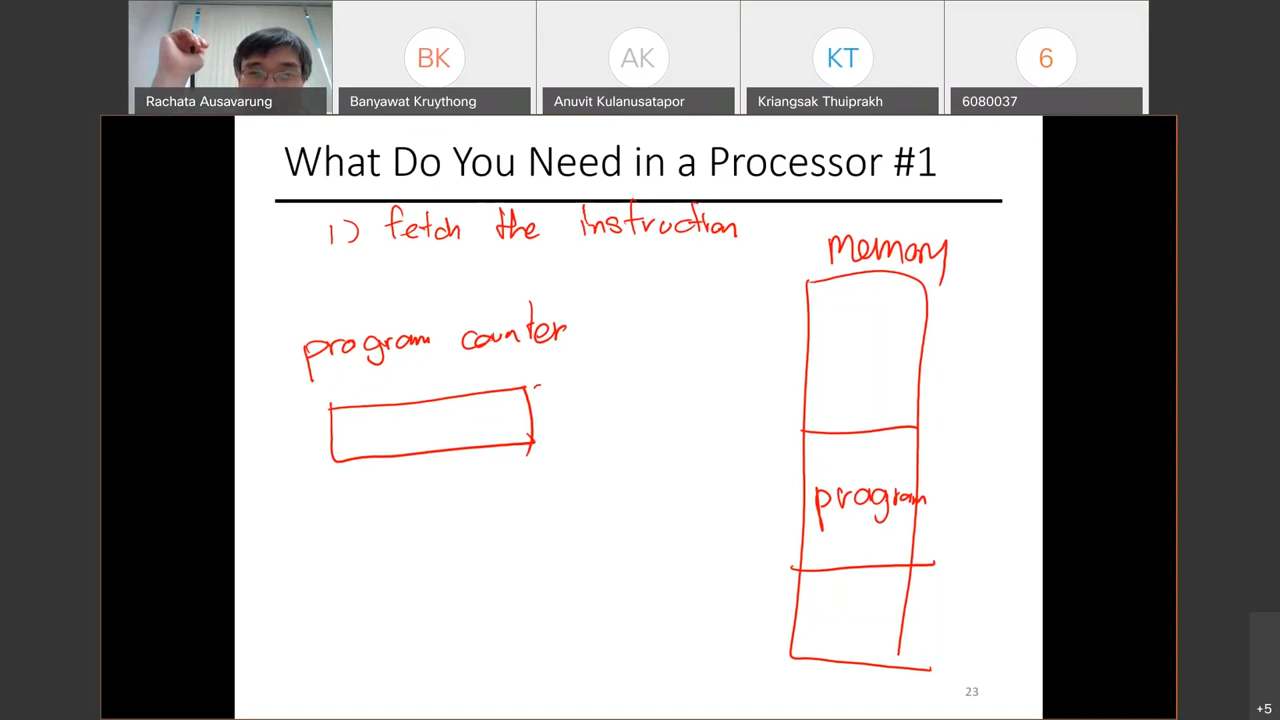 BK
AK
KT
6
Rachata Ausavarung
Banyawat Kruythong
Anuvit Kulanusatapor
Kriangsak Thuiprakh
6080037
What Do You Need in a Processor #1
1) fetch the instruction
memory
program counter
program
23
+5